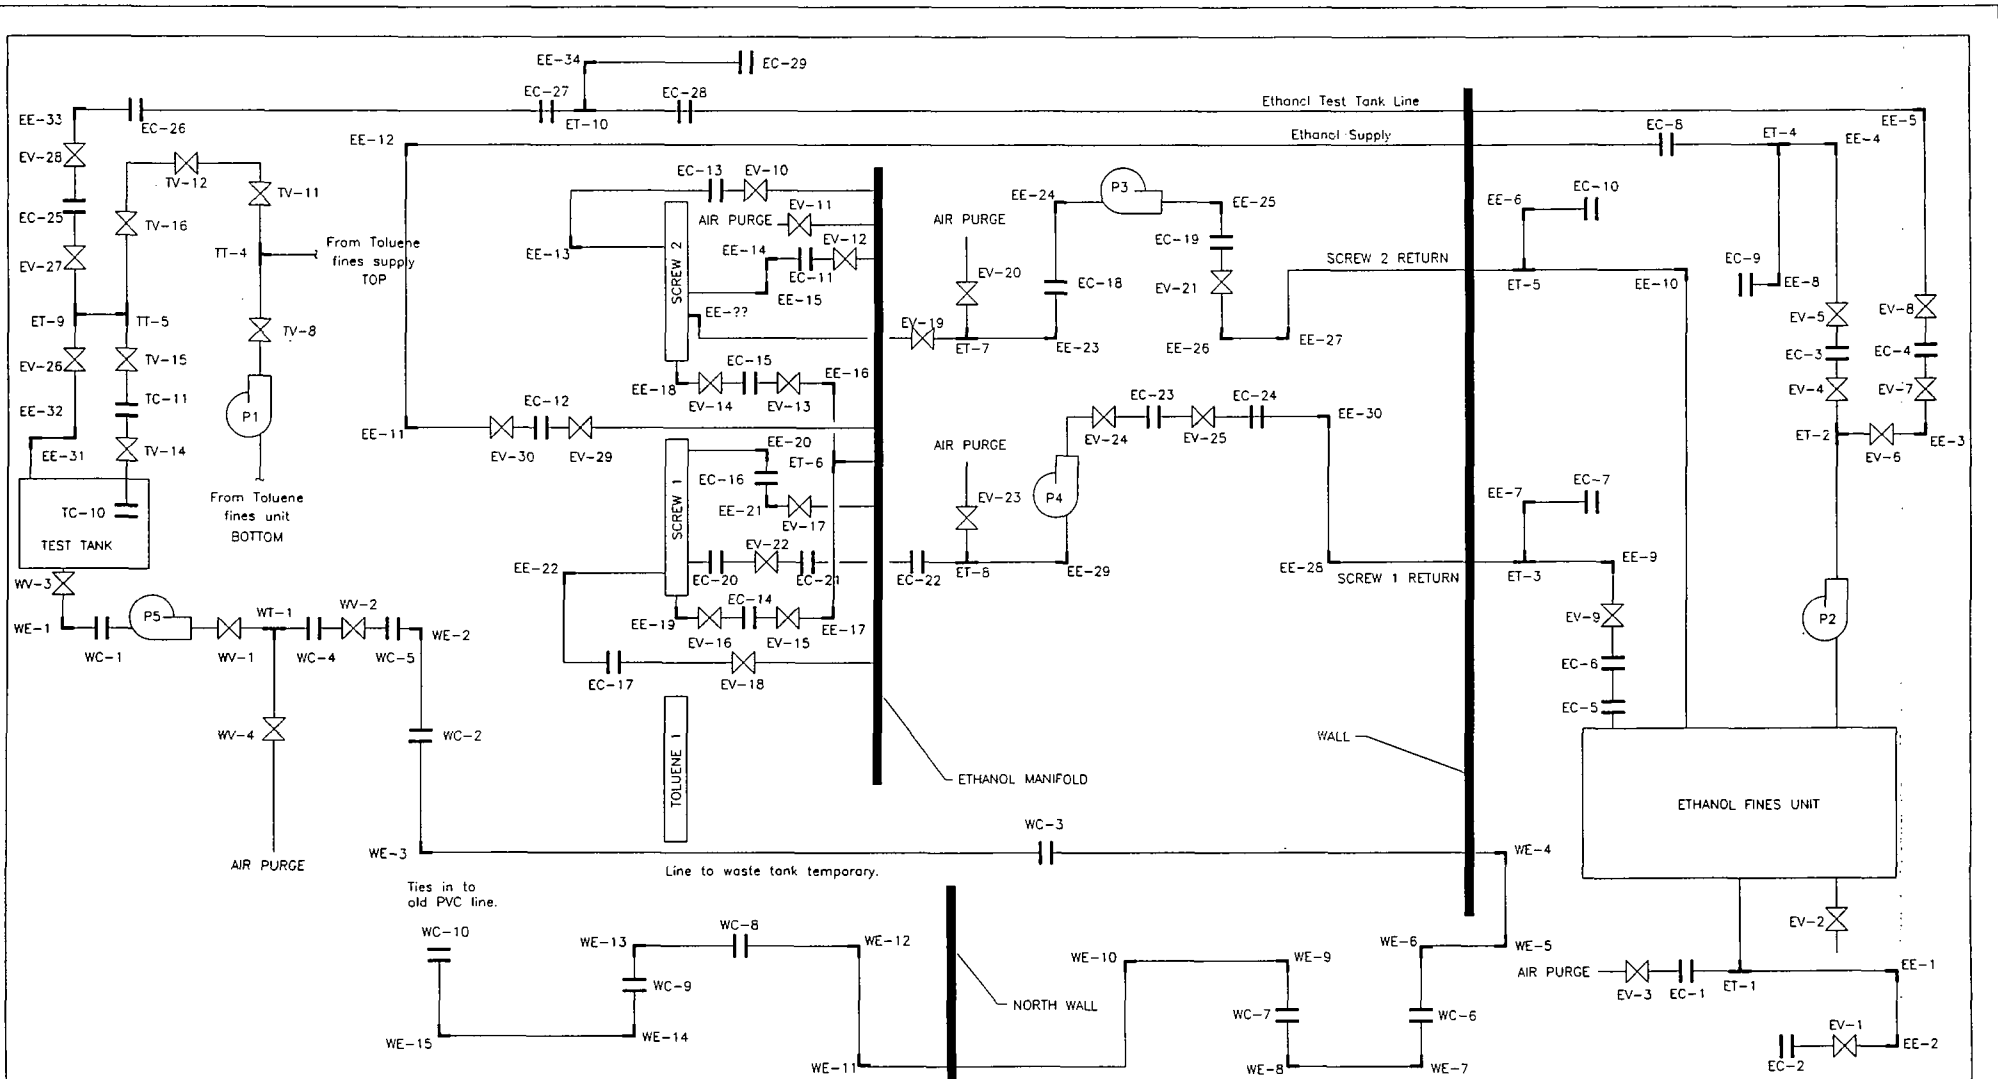 EE-34
EC-29
EC-27
EC-28
EE-33
EC-26
ET-10
Ethanol Test Tank Line
EE-5
EE-12
Ethanol Supply
EC-8
ET-4
EE-4
EV-28
TV-12
TV-11
EC-13
EV-10
EE-24
P3
EE-25
EE-6
EC-10
EC-25
TV-16
AIR PURGE
EV-11
AIR PURGE
From Toluene
fines supply
TOP
TT-4
EE-13
SCREW 2
EE-14
EV-12
EC-11
EE-15
EC-19
EV-27
EV-20
EC-18
EV-21
SCREW 2 RETURN
ET-5
EE-10
EC-9
EE-8
EE-??
EV-19
ET-9
TT-5
TV-8
ET-7
EE-23
EE-26
EE-27
EV-5
EV-8
EC-3
EC-4
EV-4
EV-7
EV-26
TV-15
EC-15
EE-16
EE-18
EV-14
EV-13
EE-32
TC-11
P1
EC-12
EC-23
EC-24
EE-30
EE-11
EV-30
EV-29
EV-24
EV-25
ET-2
EV-6
EE-3
EE-31
TV-14
EE-20
ET-6
AIR PURGE
EC-16
SCREW 1
EE-21
EV-17
EV-23
P4
EE-7
EC-7
From Toluene
fines unit
BOTTOM
TC-10
TEST TANK
EE-22
EV-22
EC-20
EC-21
EC-22
ET-8
EE-29
EE-28
SCREW 1 RETURN
ET-3
EE-9
WV-3
WE-1
P5
WT-1
WV-2
WE-2
WC-1
WV-1
WC-4
WC-5
EE-19
EC-14
EV-16
EV-15
EE-17
EV-9
P2
EC-6
EC-17
EV-18
EC-5
WV-4
WC-2
TOLUENE 1
WALL
ETHANOL MANIFOLD
ETHANOL FINES UNIT
WC-3
AIR PURGE
WE-3
WE-4
Line to waste tank temporary.
Ties in to
old PVC line.
WC-10
WE-13
WC-8
WE-12
WE-6
WE-5
EV-2
WE-10
WE-9
AIR PURGE
EV-3
EC-1
ET-1
EE-1
WC-9
NORTH WALL
WC-7
WC-6
WE-15
WE-14
WE-11
WE-8
WE-7
EV-1
EC-2
EE-2